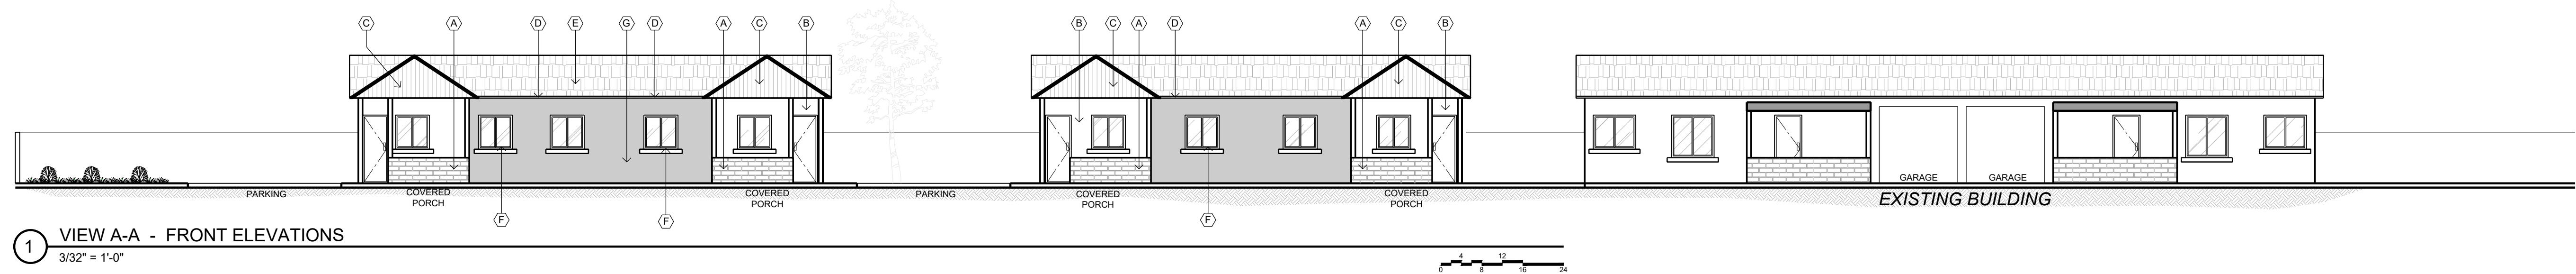 C A D E G D A C B B C A D A C B
GARAGE GARAGE
PARKING COVERED PORCH COVERED PORCH PARKING COVERED PORCH COVERED PORCH
EXISTING BUILDING
F F F
1 VIEW A-A - FRONT ELEVATIONS
3/32" = 1'-0"
4 12
0 8 16 24